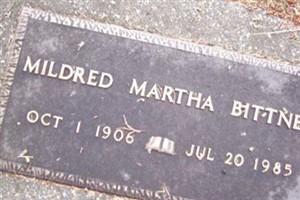 MILDRED MARTHA BITTNE
OCT 1 1906 JUL 20 1985